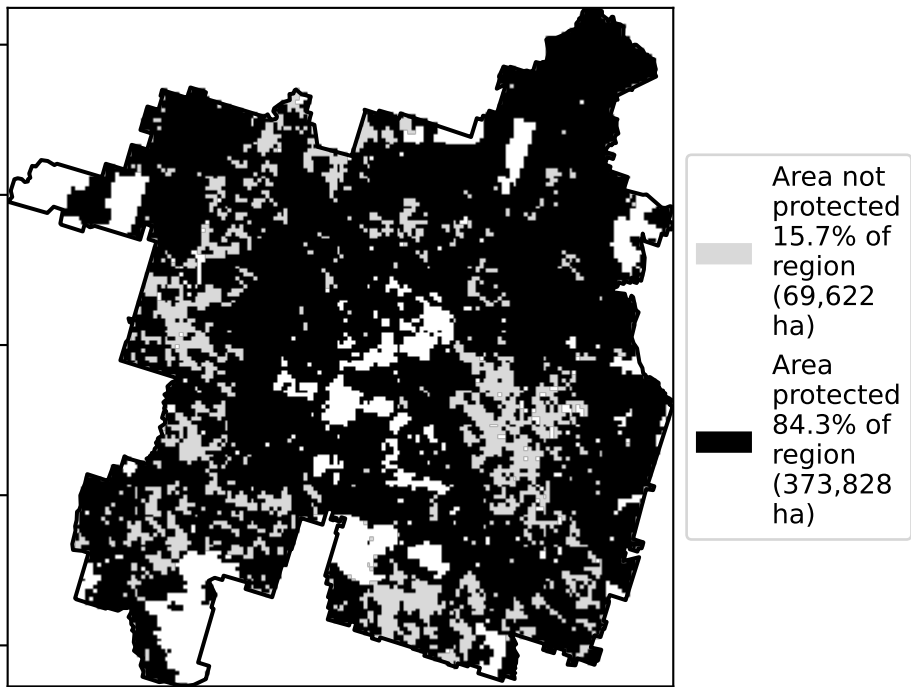 Area not
protected
15.7% of
region
(69,622
ha)
Area
protected
84.3% of
region
(373,828
ha)